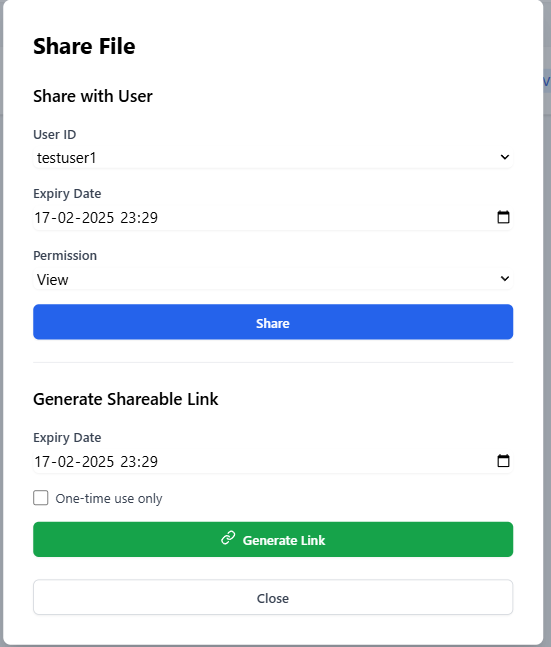 Share File
Share with User
User ID
testuser1
Expiry Date
17-02-2025 23:29
Permission
View
Share
Generate Shareable Link
Expiry Date
17-02-2025 23:29
One-time use only
Generate Link
Close